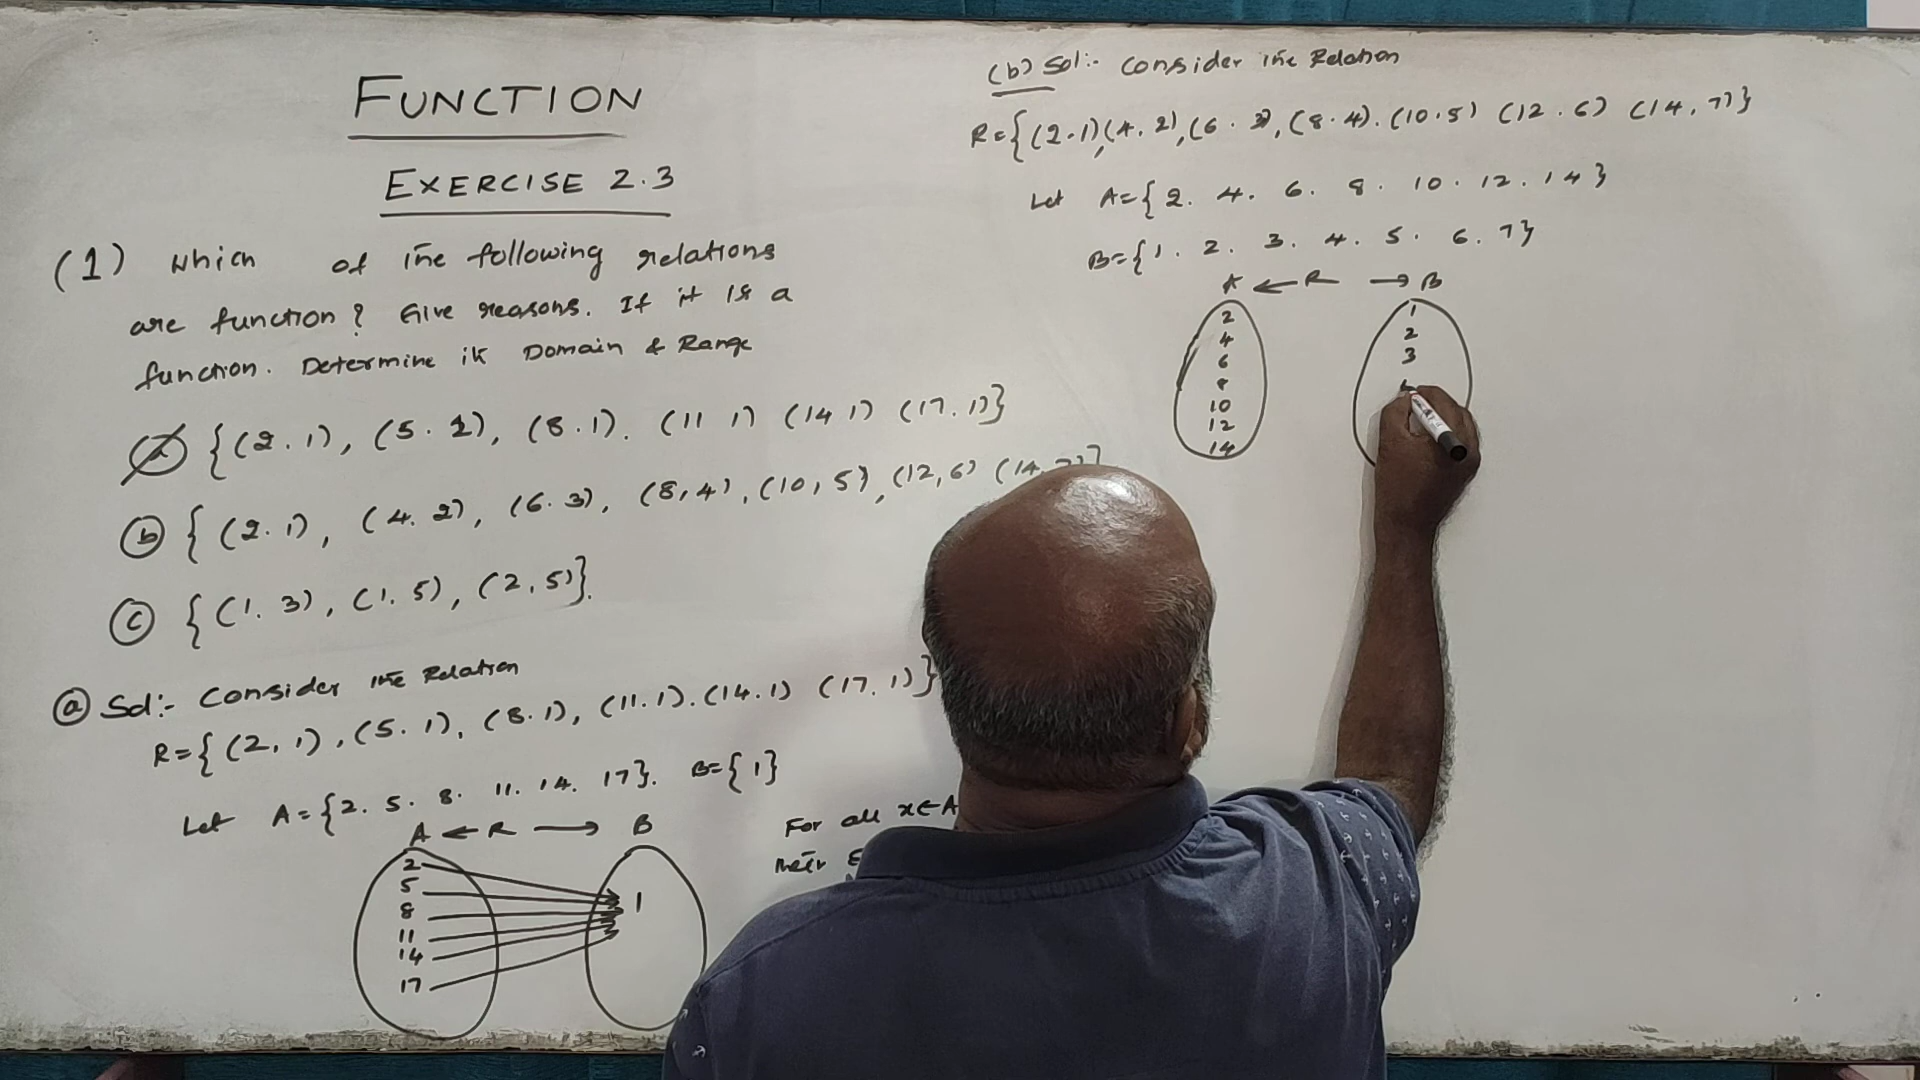 FUNCTION
EXERCISE 2.3
(1) which of the following relations
are function? Give reasons. If it is a
function. Determine its Domain & Range
(a) {(2.1), (5.1), (8.1). (11 1) (14 1) (17.1)}
(b) {(2.1), (4.2), (6.3), (8,4), (10,5), (12,6) (14,7)}
(c) {(1.3), (1.5), (2,5)}.
(a) Sol:- Consider the Relation
R={(2,1), (5.1), (8.1), (11.1). (14.1) (17.1)}
Let A={2. 5. 8. 11. 14. 17}. B={1}
A ← R → B
2
5
8
11
14
17
1
For all x∈A
their
(b) Sol:- Consider the Relation
R={(2.1),(4.2),(6.3),(8.4).(10.5) (12.6) (14.7)}
Let A={2. 4. 6. 8. 10. 12. 14}
B={1. 2. 3. 4. 5. 6. 7}
A ← R → B
2
4
6
8
10
12
14
1
2
3